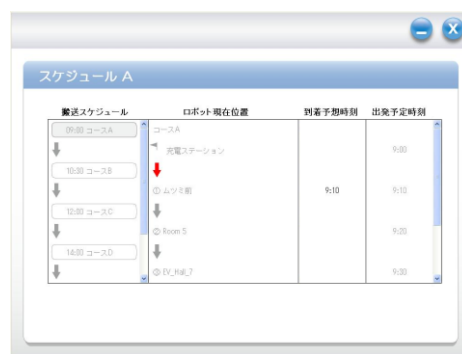 スケジュール A
搬送スケジュール ロボット現在位置 到着予想時刻 出発予定時刻
09:00 コースA コースA
充電ステーション 9:00
10:00 コースB
① ムツミ前 9:10 9:10
12:00 コースC
② Room 5 9:20
14:00 コースD
③ EV_Hall_7 9:30